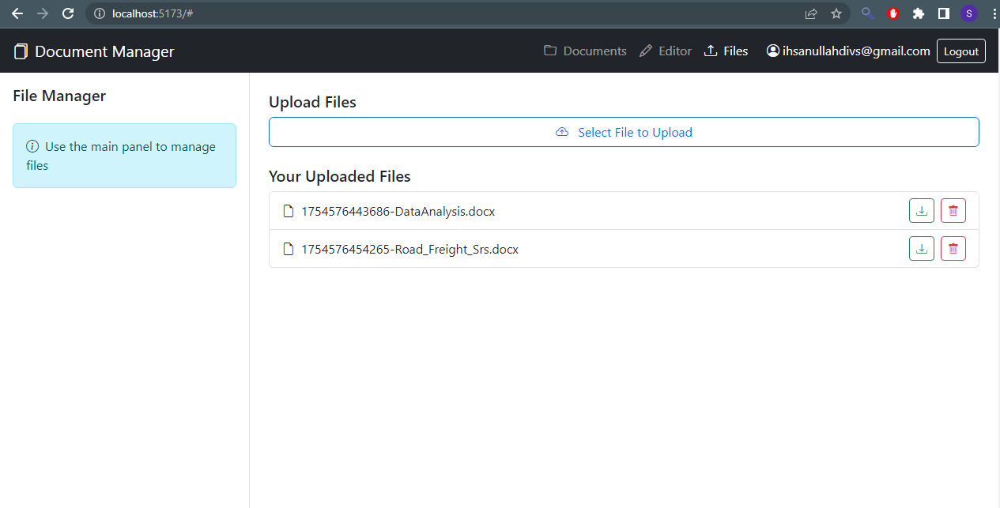 localhost:5173/#
S
Document Manager
Documents
Editor
Files
ihsanullahdivs@gmail.com
Logout
File Manager
Use the main panel to manage
files
Upload Files
Select File to Upload
Your Uploaded Files
1754576443686-DataAnalysis.docx
1754576454265-Road_Freight_Srs.docx